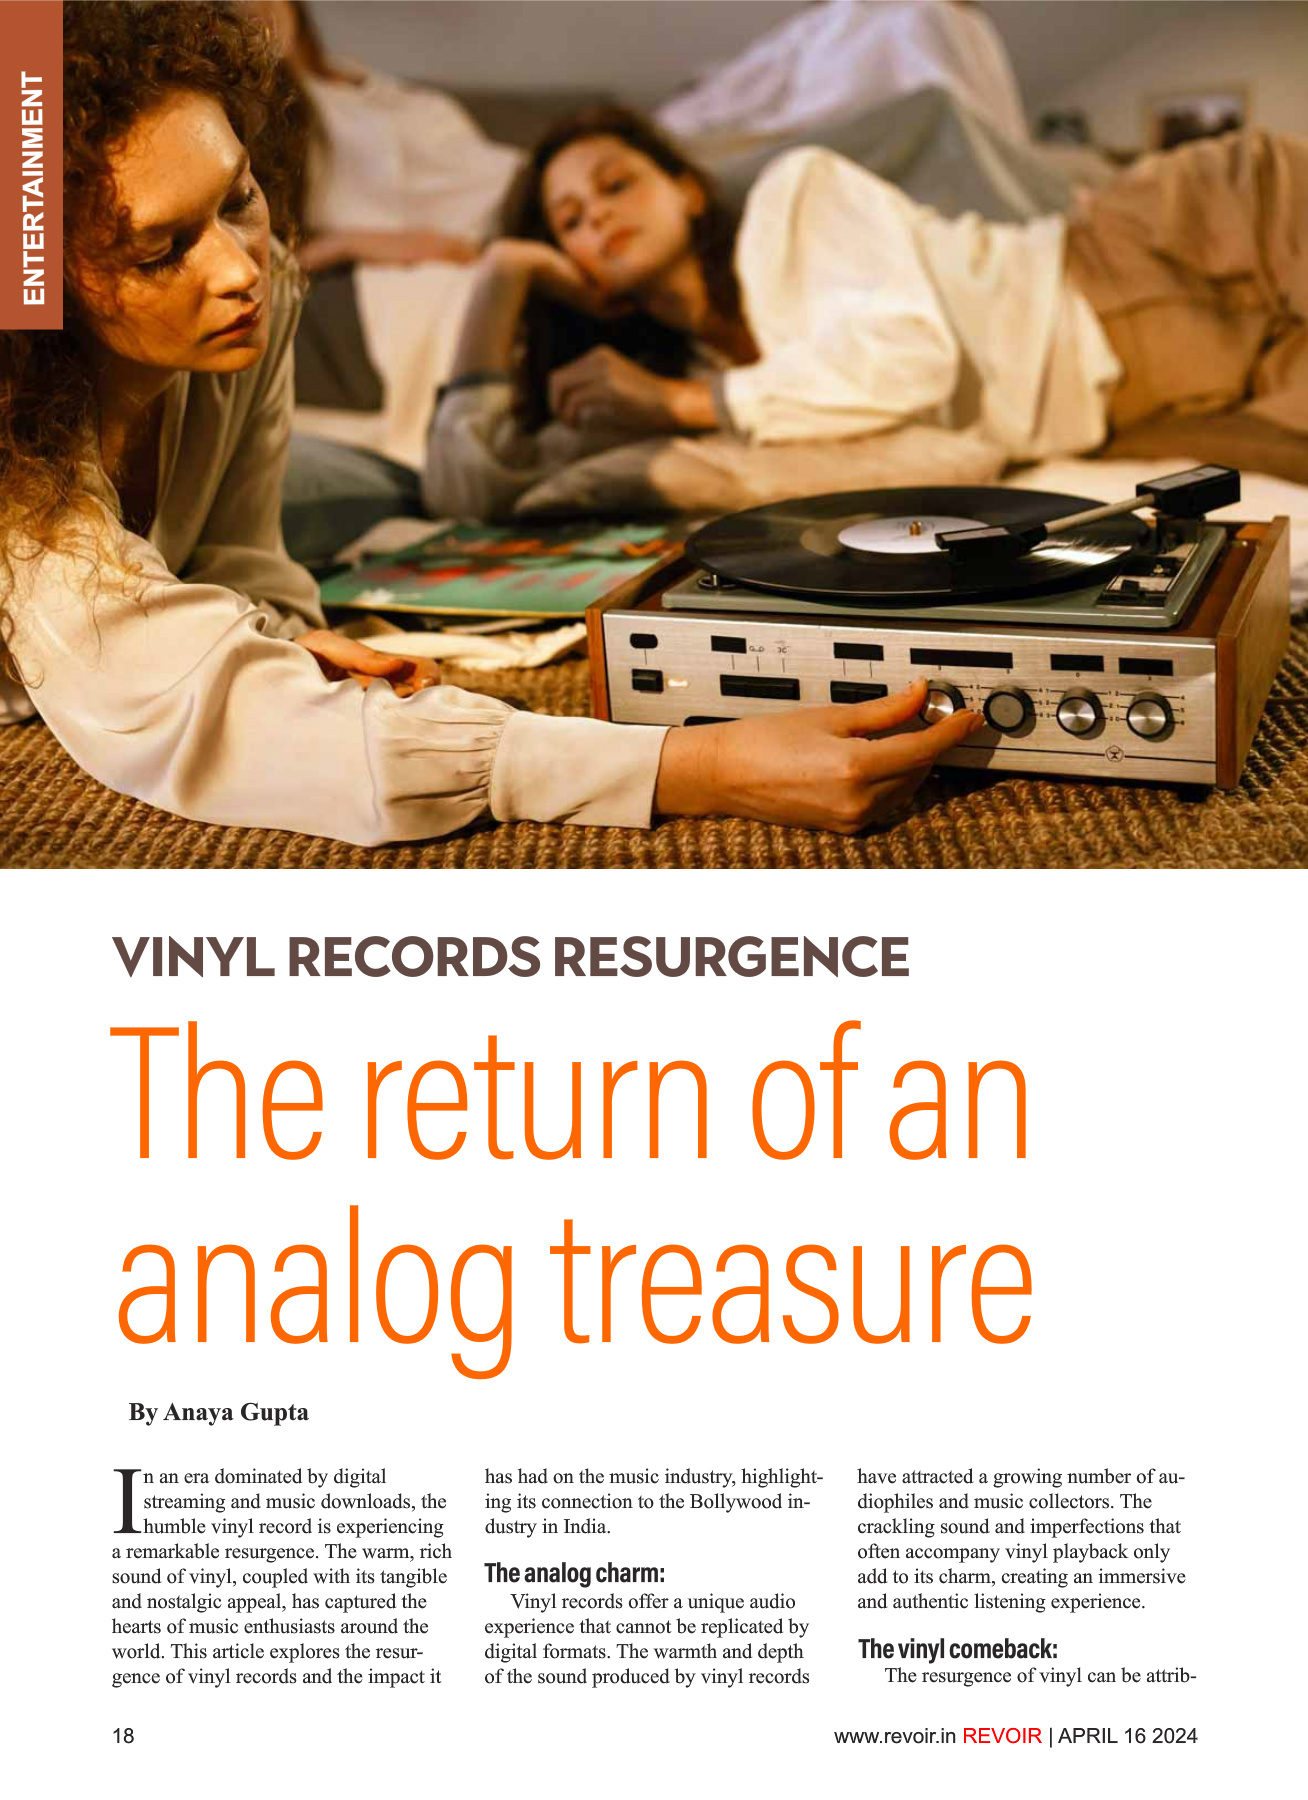 ENTERTAINMENT
VINYL RECORDS RESURGENCE
The return of an
analog treasure
By Anaya Gupta
In an era dominated by digital
streaming and music downloads, the
humble vinyl record is experiencing
a remarkable resurgence. The warm, rich
sound of vinyl, coupled with its tangible
and nostalgic appeal, has captured the
hearts of music enthusiasts around the
world. This article explores the resur-
gence of vinyl records and the impact it
has had on the music industry, highlight-
ing its connection to the Bollywood in-
dustry in India.
The analog charm:
Vinyl records offer a unique audio
experience that cannot be replicated by
digital formats. The warmth and depth
of the sound produced by vinyl records
have attracted a growing number of au-
diophiles and music collectors. The
crackling sound and imperfections that
often accompany vinyl playback only
add to its charm, creating an immersive
and authentic listening experience.
The vinyl comeback:
The resurgence of vinyl can be attrib-
18
www.revoir.in REVOIR | APRIL 16 2024